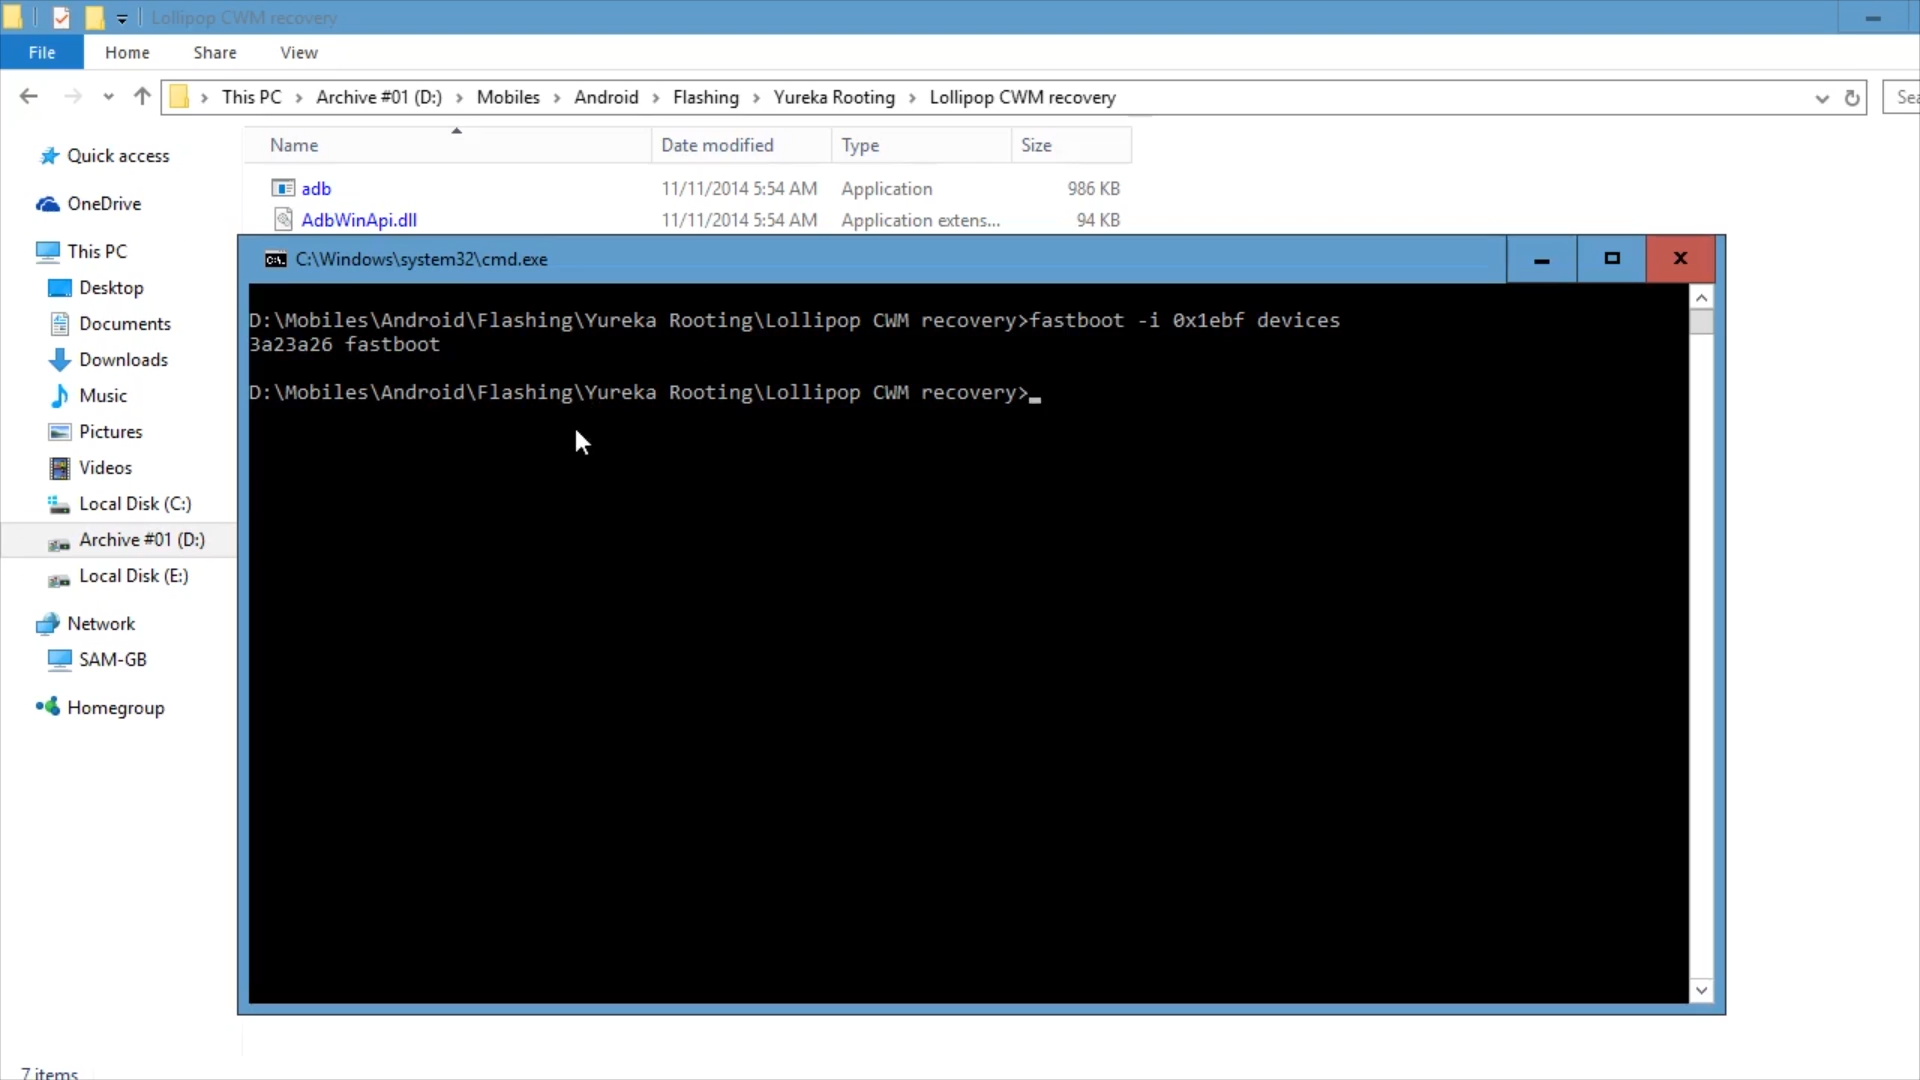 Lollipop CWM recovery
File Home Share View
This PC > Archive #01 (D:) > Mobiles > Android > Flashing > Yureka Rooting > Lollipop CWM recovery
Name Date modified Type Size
Quick access
OneDrive
This PC
Desktop
Documents
Downloads
Music
Pictures
Videos
Local Disk (C:)
Archive #01 (D:)
Local Disk (E:)
Network
SAM-GB
Homegroup
adb 11/11/2014 5:54 AM Application 986 KB
AdbWinApi.dll 11/11/2014 5:54 AM Application extens... 94 KB
C:\Windows\system32\cmd.exe
D:\Mobiles\Android\Flashing\Yureka Rooting\Lollipop CWM recovery>fastboot -i 0x1ebf devices
3a23a26 fastboot
D:\Mobiles\Android\Flashing\Yureka Rooting\Lollipop CWM recovery>_
7 items